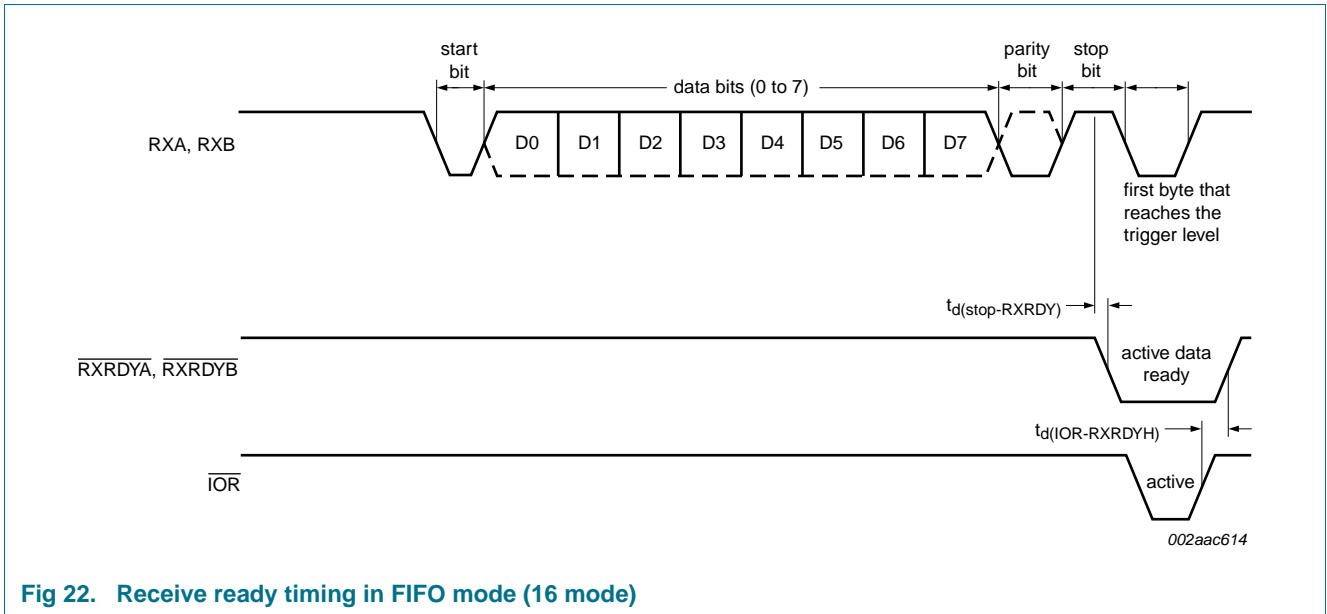 start
bit
data bits (0 to 7)
parity
bit
stop
bit
RXA, RXB
D0
D1
D2
D3
D4
D5
D6
D7
first byte that
reaches the
trigger level
td(stop-RXRDY)
RXRDYA, RXRDYB
active data
ready
td(IOR-RXRDYH)
IOR
active
002aac614
Fig 22. Receive ready timing in FIFO mode (16 mode)